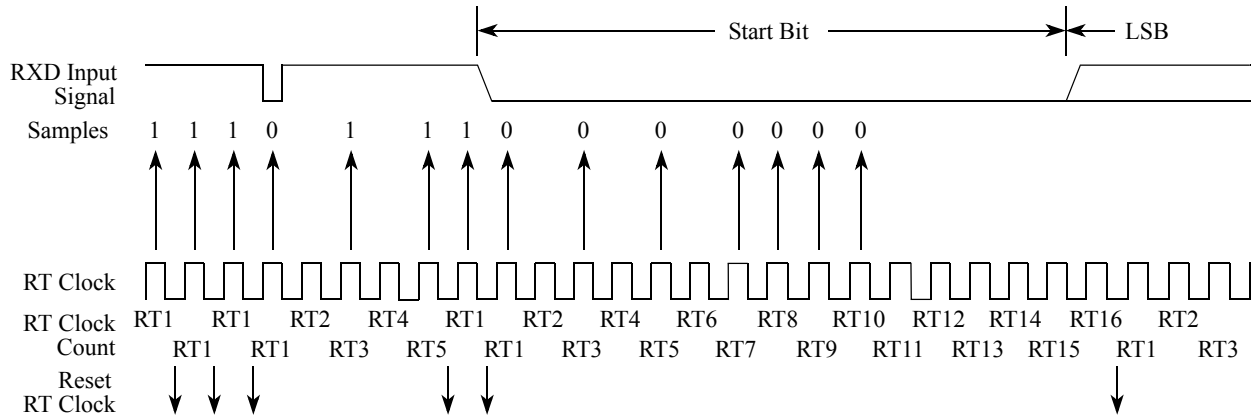 Start Bit LSB
RXD Input
Signal
Samples 1 1 1 0 1 1 1 0 0 0 0 0 0 0
RT Clock
RT Clock RT1 RT1 RT2 RT4 RT1 RT2 RT4 RT6 RT8 RT10 RT12 RT14 RT16 RT2
Count RT1 RT1 RT3 RT5 RT1 RT3 RT5 RT7 RT9 RT11 RT13 RT15 RT1 RT3
Reset
RT Clock